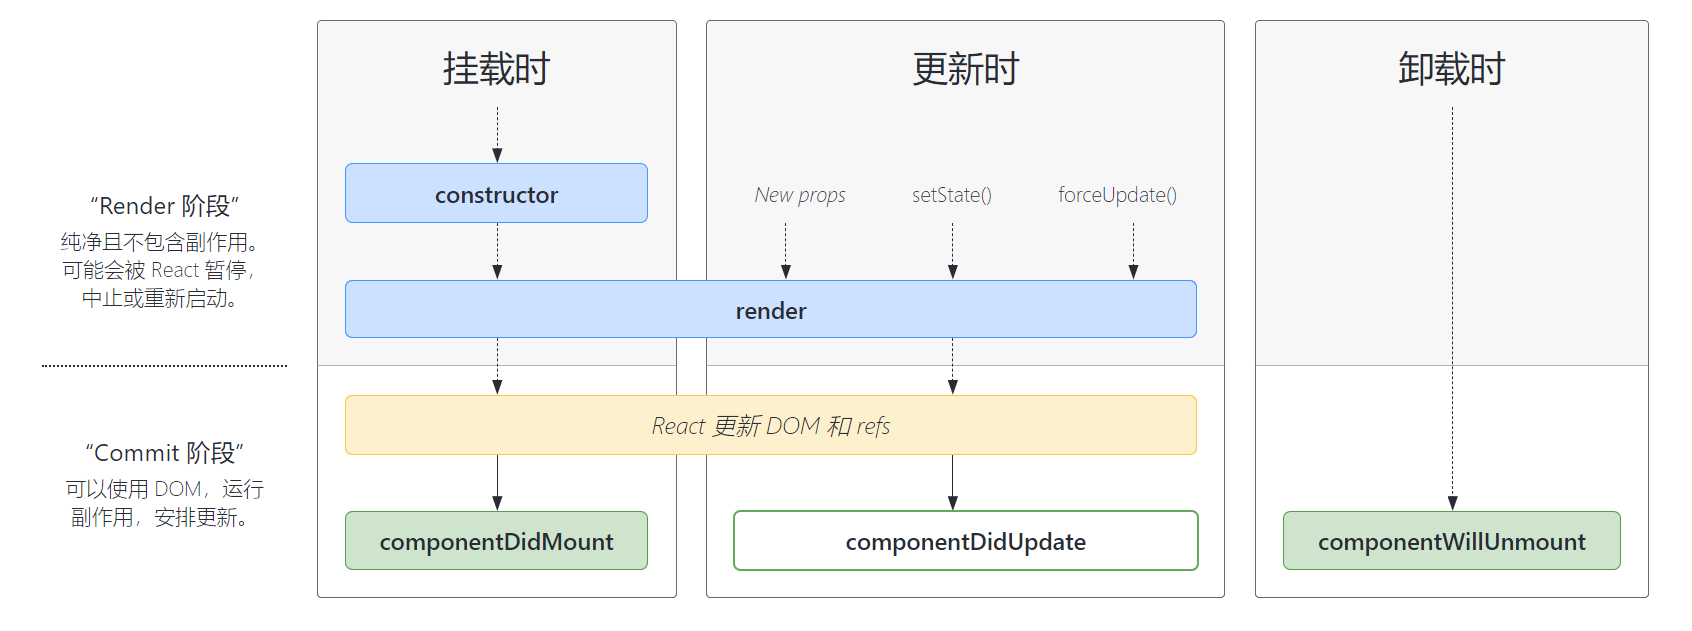 挂载时
更新时
卸载时
“Render 阶段”
纯净且不包含副作用。
可能会被 React 暂停，
中止或重新启动。
constructor
New props
setState()
forceUpdate()
render
“Commit 阶段”
可以使用 DOM，运行
副作用，安排更新。
React 更新 DOM 和 refs
componentDidMount
componentDidUpdate
componentWillUnmount